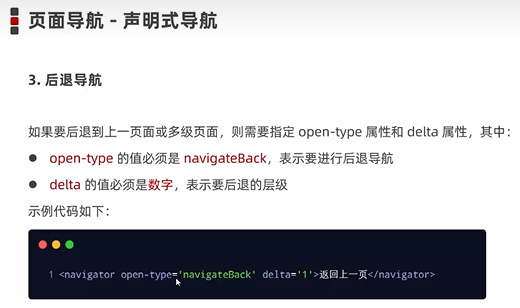 页面导航 - 声明式导航
3. 后退导航
如果要后退到上一页面或多级页面，则需要指定 open-type 属性和 delta 属性，其中：
● open-type 的值必须是 navigateBack，表示要进行后退导航
● delta 的值必须是数字，表示要后退的层级
示例代码如下：
1 <navigator open-type='navigateBack' delta='1'>返回上一页</navigator>